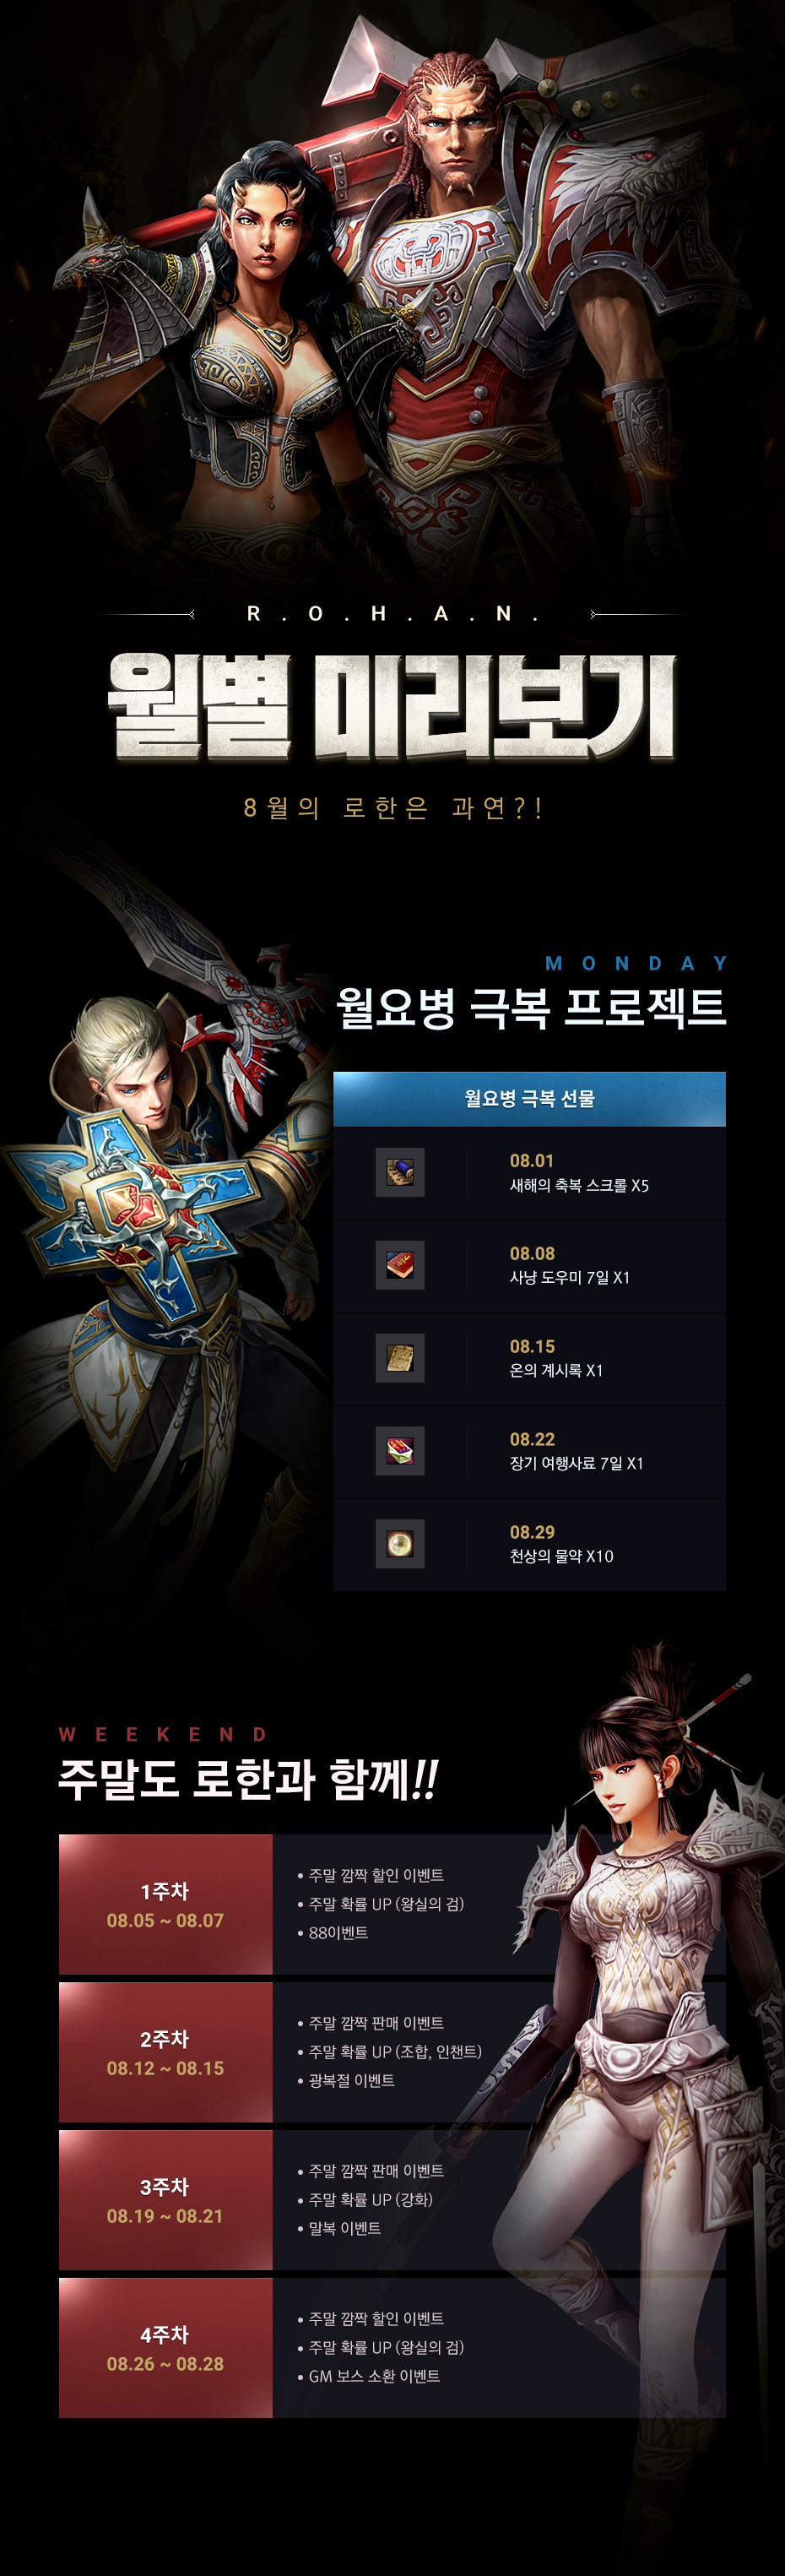 R.O.H.A.N.
월별 미리보기
8월의 로한은 과연?!
MONDAY
월요병 극복 프로젝트
월요병 극복 선물
08.01
새해의 축복 스크롤 X5
08.08
사냥 도우미 7일 X1
08.15
온의 계시록 X1
08.22
장기 여행사료 7일 X1
08.29
천상의 물약 X10
WEEKEND
주말도 로한과 함께!!
1주차
08.05 ~ 08.07
• 주말 깜짝 할인 이벤트
• 주말 확률 UP (왕실의 검)
• 88이벤트
2주차
08.12 ~ 08.15
• 주말 깜짝 판매 이벤트
• 주말 확률 UP (조합, 인챈트)
• 광복절 이벤트
3주차
08.19 ~ 08.21
• 주말 깜짝 판매 이벤트
• 주말 확률 UP (강화)
• 말복 이벤트
4주차
08.26 ~ 08.28
• 주말 깜짝 할인 이벤트
• 주말 확률 UP (왕실의 검)
• GM 보스 소환 이벤트